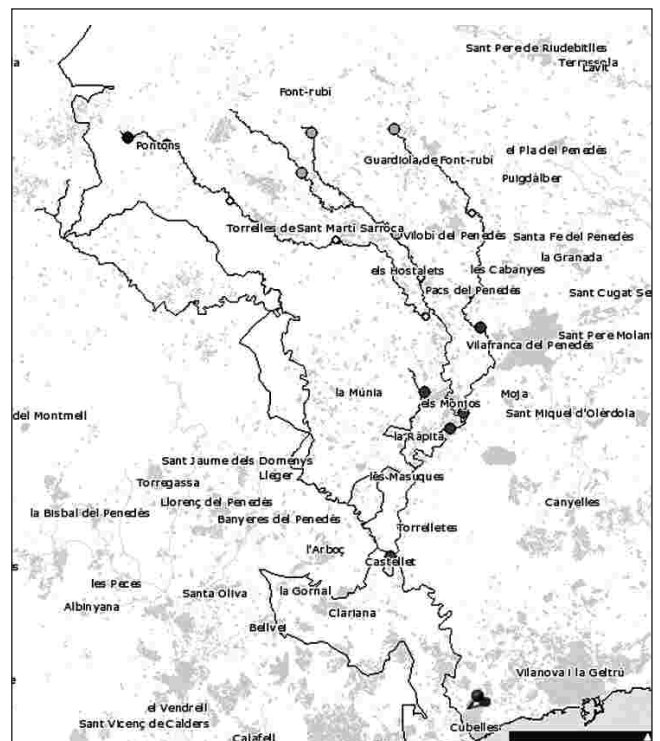 Sant Pere de Riudebitlles
Terrassola
Lavit
Font-rubí
Pontons
el Pla del Penedès
Guardiola de Font-rubí
Puigdàlber
Torrelles de Sant Martí Sarroca
Vilobí del Penedès
Santa Fe del Penedès
la Granada
els Hostalets
les Cabanyes
Pacs del Penedès
Sant Cugat Se
Sant Pere Molan
Vilafranca del Penedès
la Múnia
Moja
els Monjos
del Montmell
Sant Miquel d'Olèrdola
la Ràpita
Sant Jaume dels Domenys
Lleger
les Masuques
Torregassa
Llorenç del Penedès
Canyelles
la Bisbal del Penedès
Banyeres del Penedès
Torrelletes
l'Arboç
Castellet
les Peces
Santa Oliva
la Gornal
Albinyana
Clariana
Bellvei
Vilanova i la Geltrú
el Vendrell
Sant Vicenç de Calders
Cubelles
Calafell